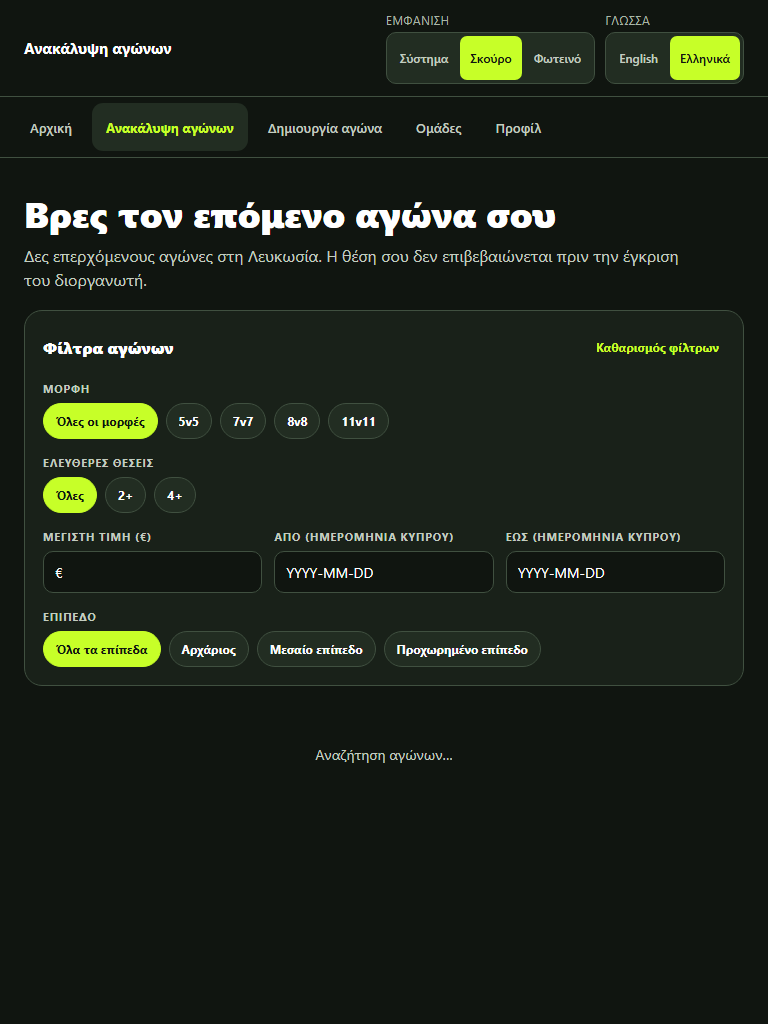 Ανακάλυψη αγώνων
ΕΜΦΑΝΙΣΗ
Σύστημα Σκούρο Φωτεινό
ΓΛΩΣΣΑ
English Ελληνικά
Αρχική Ανακάλυψη αγώνων Δημιουργία αγώνα Ομάδες Προφίλ
Βρες τον επόμενο αγώνα σου
Δες επερχόμενους αγώνες στη Λευκωσία. Η θέση σου δεν επιβεβαιώνεται πριν την έγκριση
του διοργανωτή.
Φίλτρα αγώνων
Καθαρισμός φίλτρων
ΜΟΡΦΗ
Όλες οι μορφές 5v5 7v7 8v8 11v11
ΕΛΕΥΘΕΡΕΣ ΘΕΣΕΙΣ
Όλες 2+ 4+
ΜΕΓΙΣΤΗ ΤΙΜΗ (€) ΑΠΟ (ΗΜΕΡΟΜΗΝΙΑ ΚΥΠΡΟΥ) ΕΩΣ (ΗΜΕΡΟΜΗΝΙΑ ΚΥΠΡΟΥ)
€ YYYY-MM-DD YYYY-MM-DD
ΕΠΙΠΕΔΟ
Όλα τα επίπεδα Αρχάριος Μεσαίο επίπεδο Προχωρημένο επίπεδο
Αναζήτηση αγώνων…